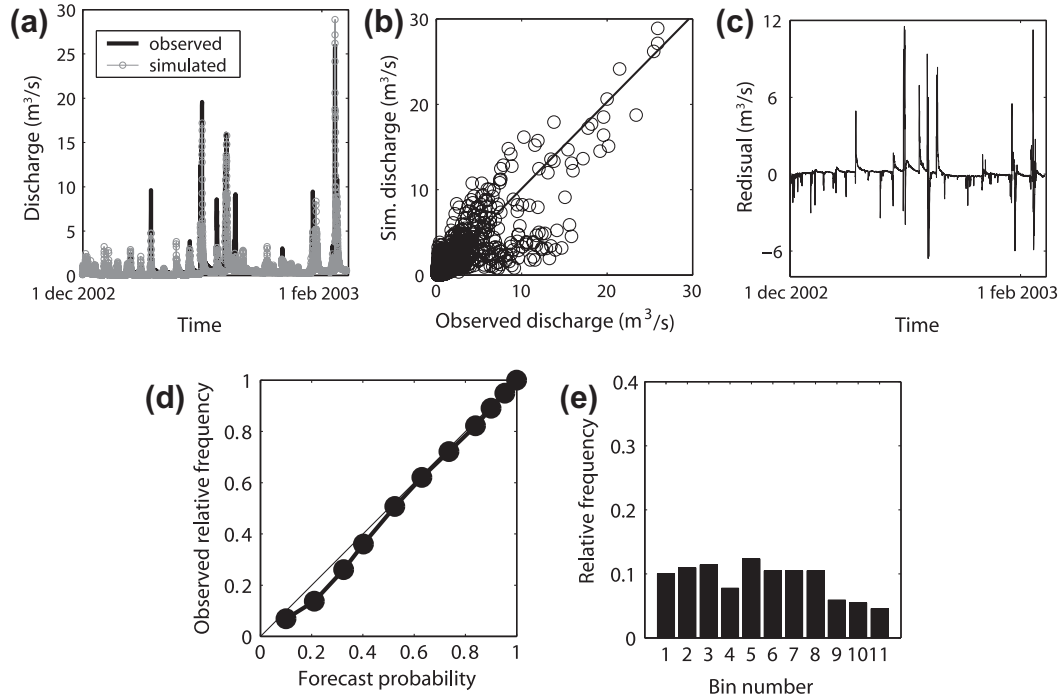 (a)
Discharge (m³/s)
30
25
20
15
10
5
0
observed
simulated
1 dec 2002
1 feb 2003
Time
(b)
Sim. discharge (m³/s)
30
20
10
0
0
10
20
30
Observed discharge (m³/s)
(c)
Redisual (m³/s)
12
6
0
−6
1 dec 2002
1 feb 2003
Time
(d)
Observed relative frequency
1
0.8
0.6
0.4
0.2
0
0 0.2 0.4 0.6 0.8 1
Forecast probability
(e)
Relative frequency
0.4
0.3
0.2
0.1
0
1 2 3 4 5 6 7 8 9 10 11
Bin number